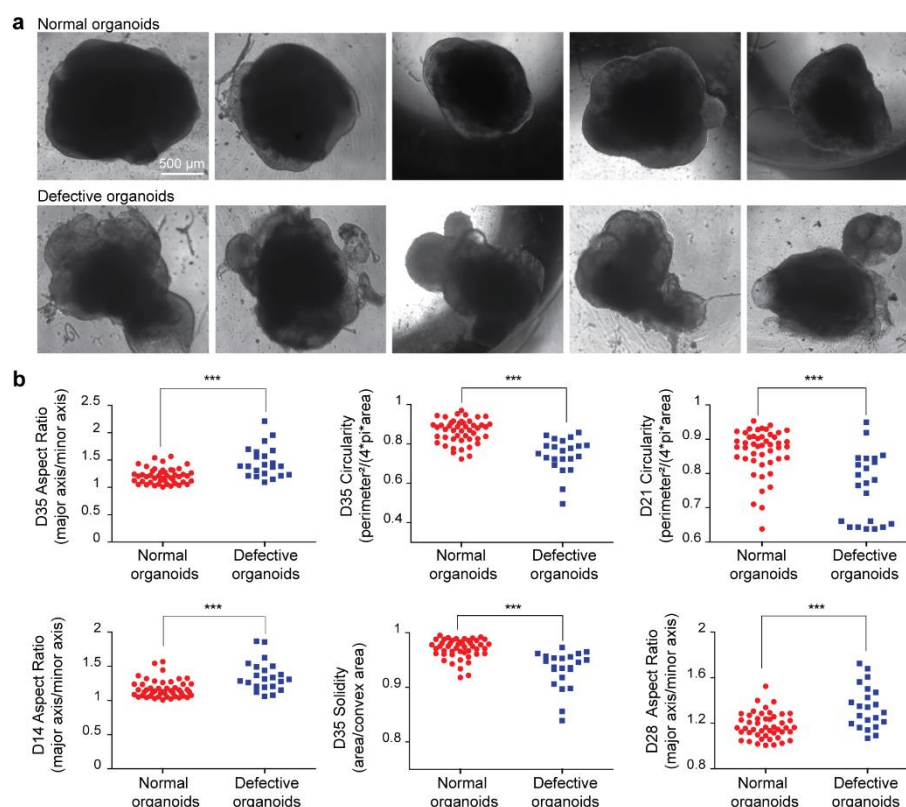 a
Normal organoids
500 µm
Defective organoids
b
D35 Aspect Ratio
(major axis/minor axis)
2.5
2
1.5
1
0.5
0
***
Normal
organoids
Defective
organoids
D35 Circularity
(perimeter²/(4*pi*area)
1
0.8
0.6
0.4
***
Normal
organoids
Defective
organoids
D21 Circularity
(perimeter²/(4*pi*area)
1
0.9
0.8
0.7
0.6
***
Normal
organoids
Defective
organoids
D14 Aspect Ratio
(major axis/minor axis)
2
1.5
1
0.5
0
***
Normal
organoids
Defective
organoids
D35 Solidity
(area/convex area)
1
0.9
0.8
***
Normal
organoids
Defective
organoids
D28 Aspect Ratio
(major axis/minor axis)
2
1.6
1.2
0.8
***
Normal
organoids
Defective
organoids